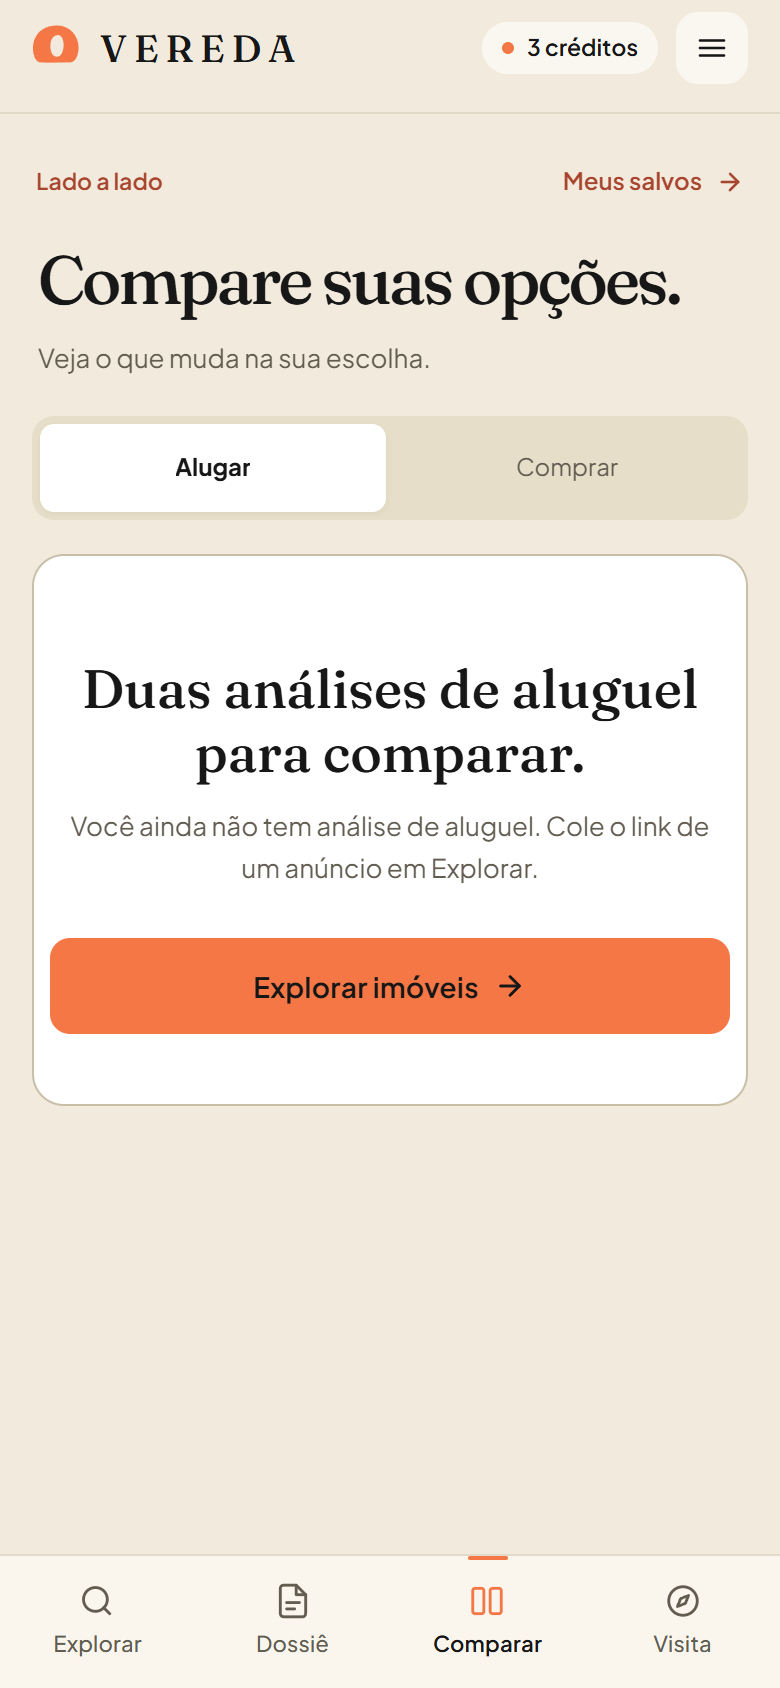 VEREDA
3 créditos
Lado a lado
Meus salvos
Compare suas opções.
Veja o que muda na sua escolha.
Alugar
Comprar
Duas análises de aluguel
para comparar.
Você ainda não tem análise de aluguel. Cole o link de
um anúncio em Explorar.
Explorar imóveis
Explorar
Dossiê
Comparar
Visita